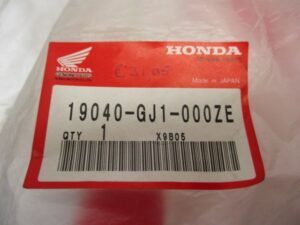 HONDA
HONDA
Made in JAPAN
19040-GJ1-000ZE
QTY 1 X9B05